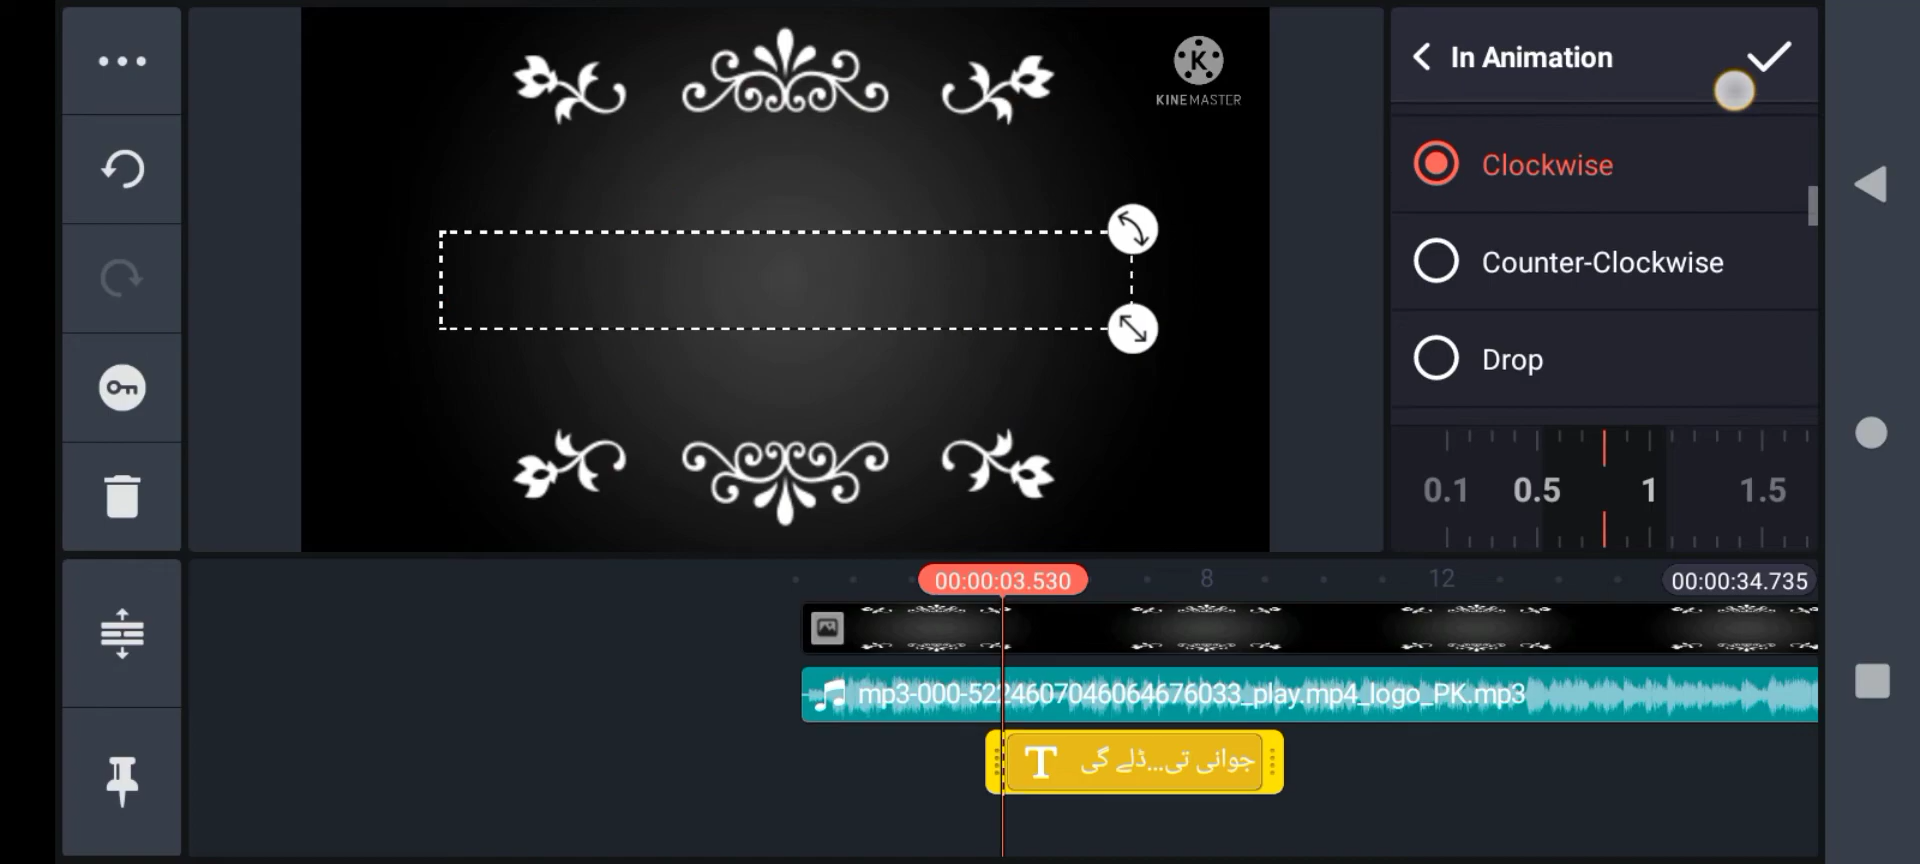 K
KINEMASTER
In Animation
Clockwise
Counter-Clockwise
Drop
0.1 0.5 1 1.5
00:00:03.530 8 12 00:00:34.735
mp3-000-5224607046064676033_play.mp4_logo_PK.mp3
T جوانی تی...ڈلے گی